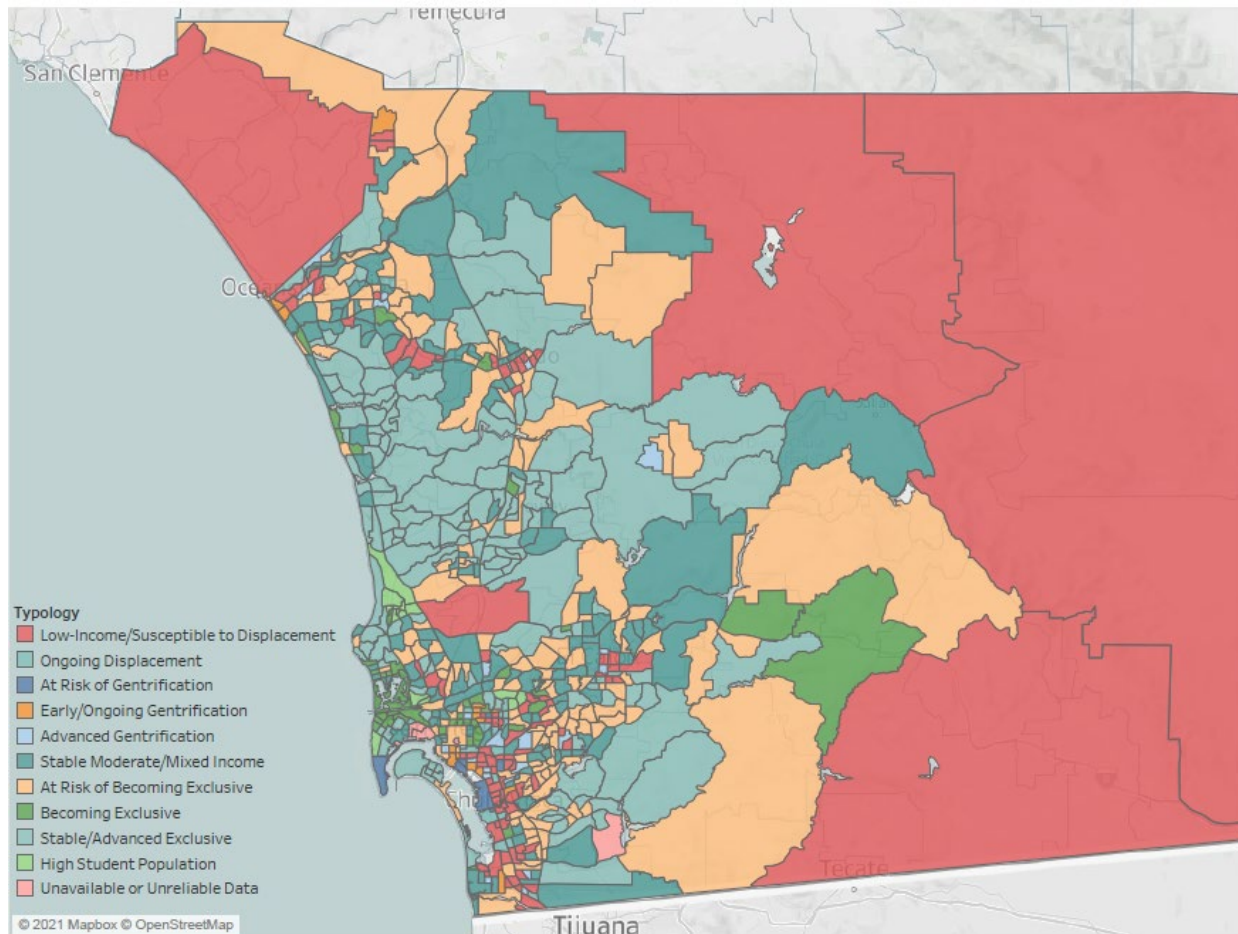 Temecula
San Clemente
Typology
Low-Income/Susceptible to Displacement
Ongoing Displacement
At Risk of Gentrification
Early/Ongoing Gentrification
Advanced Gentrification
Stable Moderate/Mixed Income
At Risk of Becoming Exclusive
Becoming Exclusive
Stable/Advanced Exclusive
High Student Population
Unavailable or Unreliable Data
Tecate
Tijuana
© 2021 Mapbox © OpenStreetMap